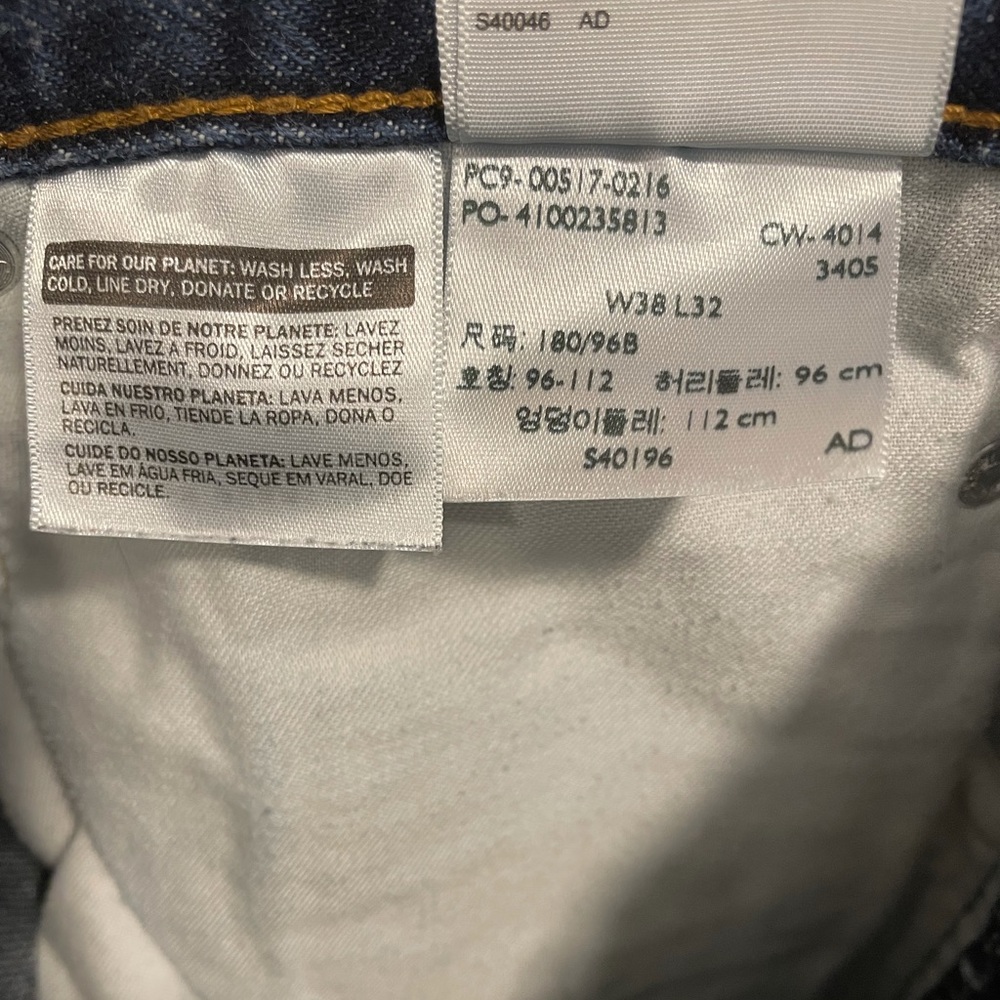 S40046 AD
CARE FOR OUR PLANET: WASH LESS, WASH
COLD, LINE DRY, DONATE OR RECYCLE
PRENEZ SOIN DE NOTRE PLANETE: LAVEZ
MOINS, LAVEZ A FROID, LAISSEZ SECHER
NATURELLEMENT, DONNEZ OU RECYCLEZ
CUIDA NUESTRO PLANETA: LAVA MENOS,
LAVA EN FRIO, TIENDE LA ROPA, DONA O
RECICLA.
CUIDE DO NOSSO PLANETA: LAVE MENOS,
LAVE EM ÁGUA FRIA, SEQUE EM VARAL, DOE
OU RECICLE.
PC9-00517-0216
PO-4100235813
CW-4014
3405
W38 L32
尺码: 180/96B
호칭: 96-112 허리둘레: 96 cm
엉덩이둘레: 112 cm
S40196 AD